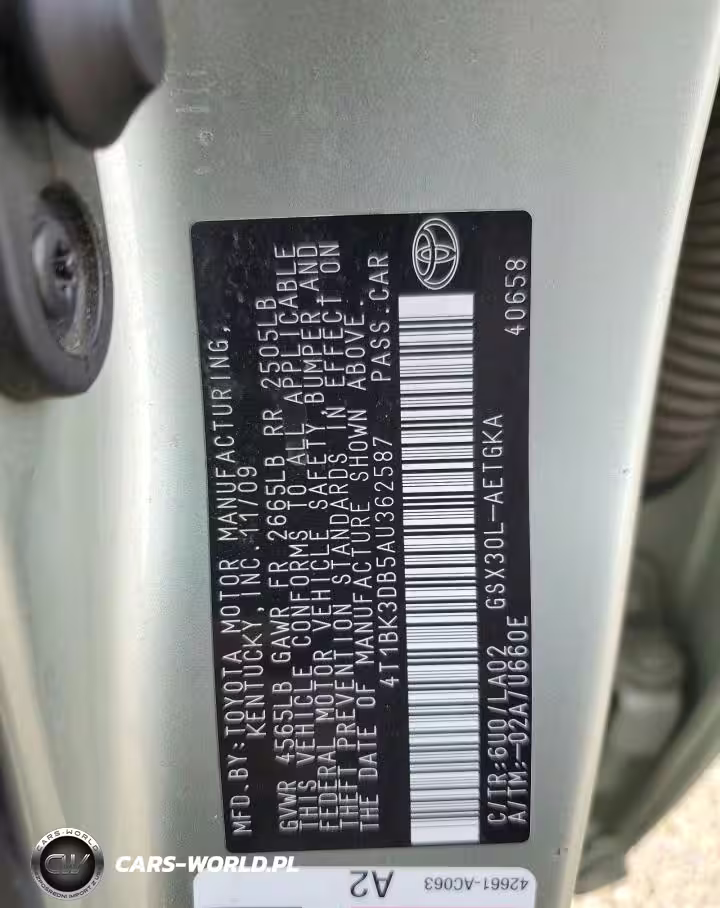 MFD.BY:TOYOTA MOTOR MANUFACTURING,
KENTUCKY,INC. 11/09
GVWR 4565LB GAWR FR 2665LB RR 2505LB
THIS VEHICLE CONFORMS TO ALL APPLICABLE
FEDERAL MOTOR VEHICLE SAFETY,BUMPER,AND
THEFT PREVENTION STANDARDS IN EFFECT ON
THE DATE OF MANUFACTURE SHOWN ABOVE.
4T1BK3DB5AU362587 PASS.CAR
C/TR:6U0/LA02 GSX30L-AETGKA 40658
A/TM:-02A/U660E
42661-AC063 A2
CARS-WORLD
CW
CARS-WORLD.PL